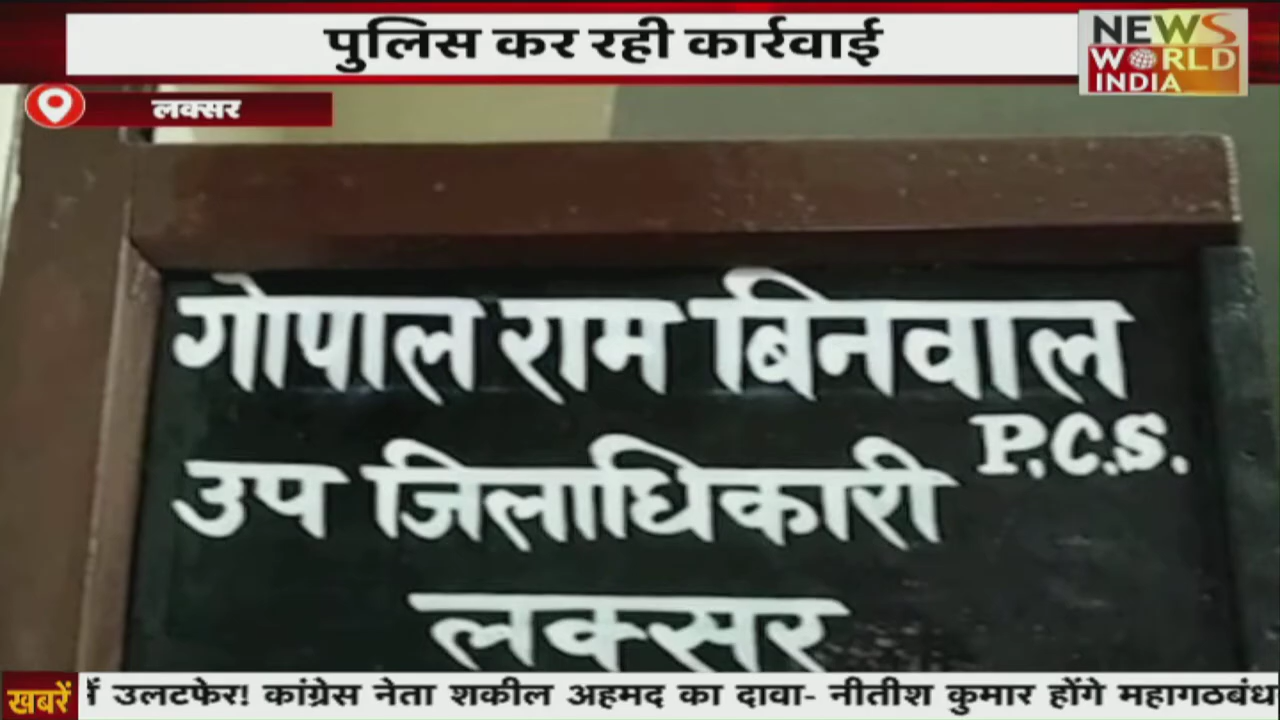 पुलिस कर रही कार्रवाई
NEWS
WORLD
INDIA
लक्सर
गोपाल राम बिनवाल
P.C.S.
उप जिलाधिकारी
लक्सर
खबरें
उलटफेर! कांग्रेस नेता शकील अहमद का दावा- नीतीश कुमार होंगे महागठबंध